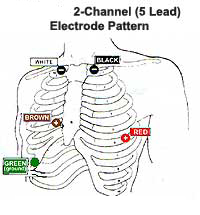 2-Channel (5 Lead)
Electrode Pattern
WHITE
BLACK
BROWN
RED
GREEN
(ground)